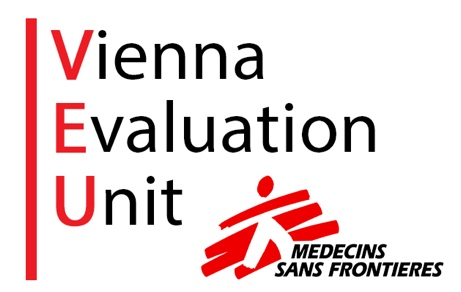 Vienna
Evaluation
Unit
MEDECINS
SANS FRONTIERES